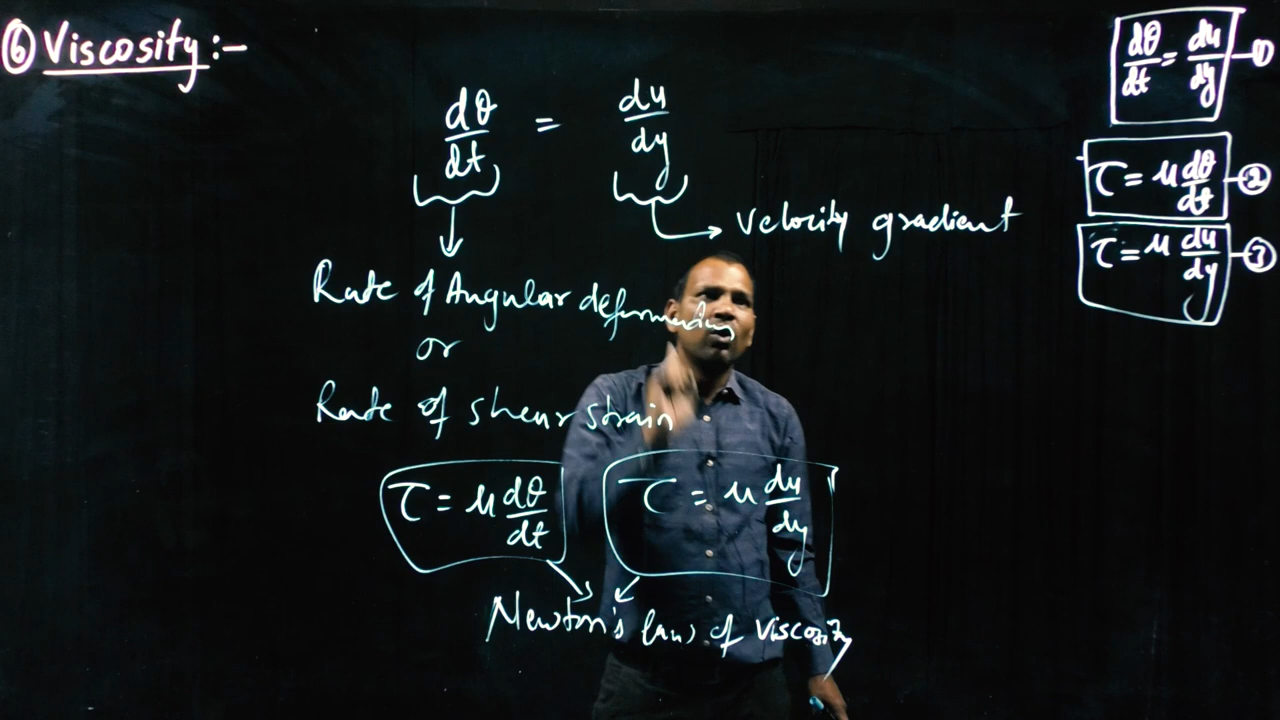 ⑥ Viscosity:-
dθ/dt = du/dy
Velocity gradient
Rate of Angular deformation
or
Rate of shear strain
τ = μ dθ/dt
τ = μ du/dy
Newton's law of viscosity
dθ/dt = du/dy -①
τ = μ dθ/dt -②
τ = μ du/dy -③